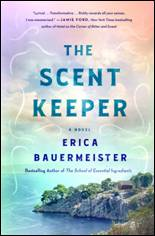 "Lyrical . . . Transformative . . . Richly awards all your senses.
I was mesmerized." — JAMIE FORD, New York Times bestselling
author of Hotel on the Corner of Bitter and Sweet
THE
SCENT
KEEPER
A NOVEL
ERICA
BAUERMEISTER
Bestselling Author of The School of Essential Ingredients